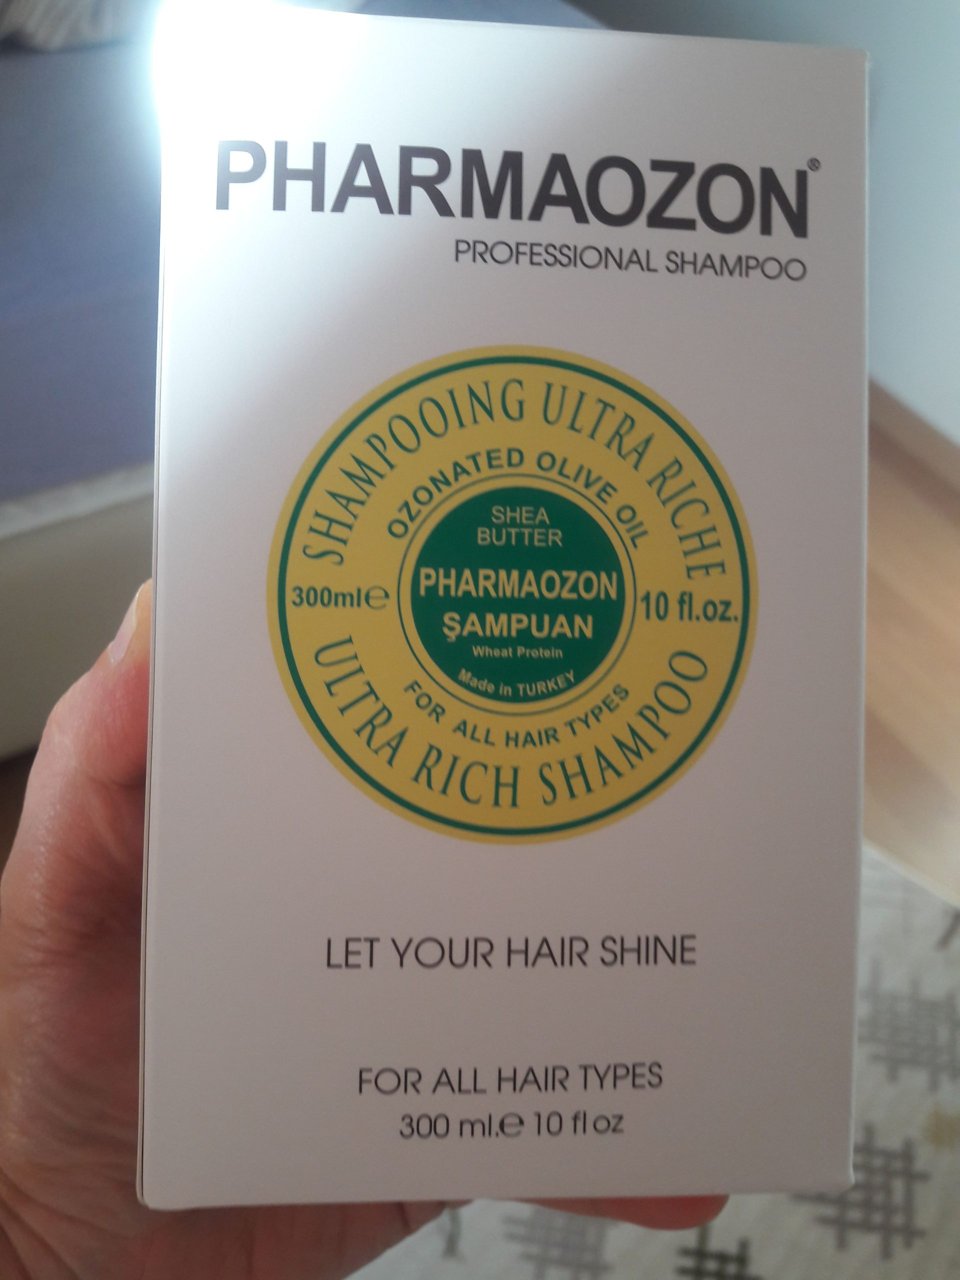 PHARMAOZON®
PROFESSIONAL SHAMPOO
SHAMPOOING ULTRA RICHE
OZONATED OLIVE OIL
SHEA
BUTTER
300ml℮
PHARMAOZON
10 fl.oz.
ŞAMPUAN
Wheat Protein
Made in TURKEY
FOR ALL HAIR TYPES
ULTRA RICH SHAMPOO
LET YOUR HAIR SHINE
FOR ALL HAIR TYPES
300 ml.℮ 10 fl oz